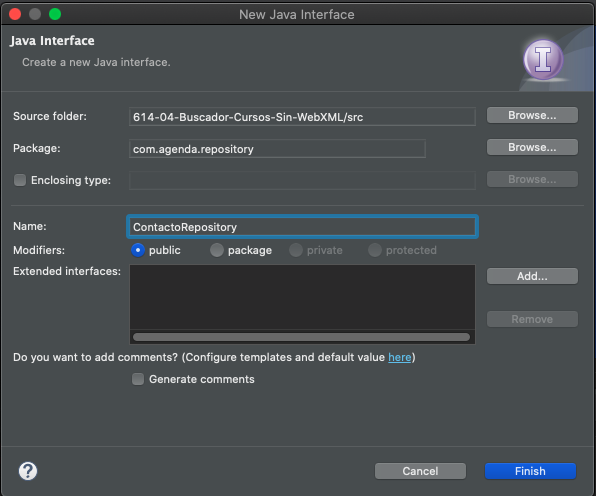 New Java Interface
Java Interface
Create a new Java interface.
I
Source folder: 614-04-Buscador-Cursos-Sin-WebXML/src Browse...
Package: com.agenda.repository Browse...
Enclosing type: Browse...
Name: ContactoRepository
Modifiers: public package private protected
Extended interfaces: Add...
Remove
Do you want to add comments? (Configure templates and default value here)
Generate comments
? Cancel Finish